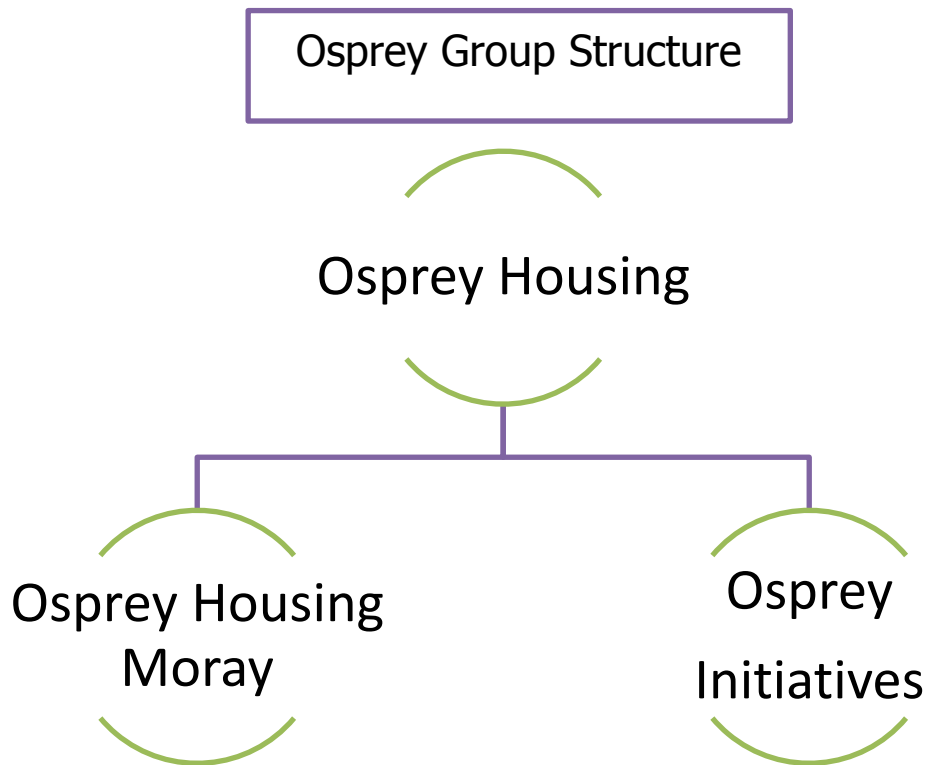 Osprey Group Structure
Osprey Housing
Osprey Housing
Moray
Osprey
Initiatives